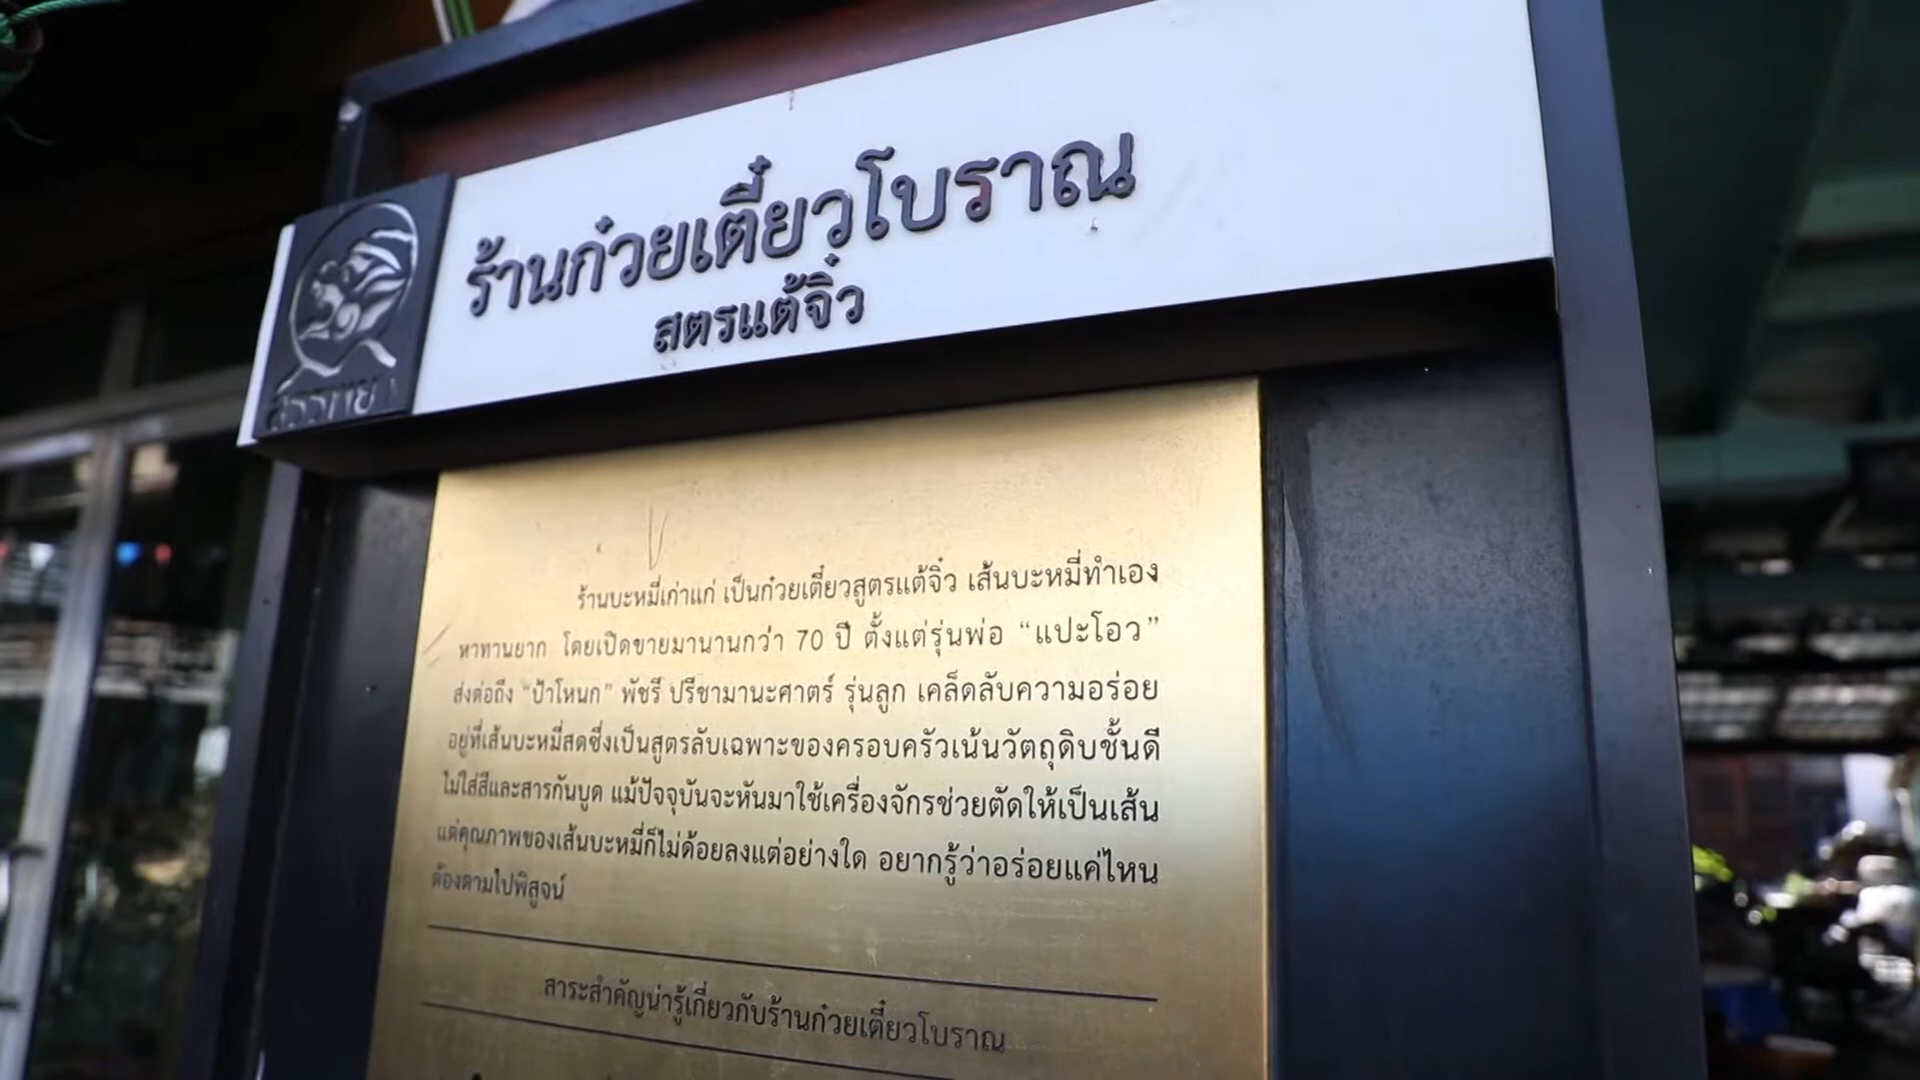 ร้านก๋วยเตี๋ยวโบราณ
สตรแต้จิ๋ว
สรรพยา
ร้านบะหมี่เก่าแก่ เป็นก๋วยเตี๋ยวสูตรแต้จิ๋ว เส้นบะหมี่ทำเอง
หาทานยาก โดยเปิดขายมานานกว่า 70 ปี ตั้งแต่รุ่นพ่อ “แปะโอว”
ส่งต่อถึง “ป้าโหนก” พัชรี ปรีชามานะศาตร์ รุ่นลูก เคล็ดลับความอร่อย
อยู่ที่เส้นบะหมี่สดซึ่งเป็นสูตรลับเฉพาะของครอบครัวเน้นวัตถุดิบชั้นดี
ไม่ใส่สีและสารกันบูด แม้ปัจจุบันจะหันมาใช้เครื่องจักรช่วยตัดให้เป็นเส้น
แต่คุณภาพของเส้นบะหมี่ก็ไม่ด้อยลงแต่อย่างใด อยากรู้ว่าอร่อยแค่ไหน
ต้องตามไปพิสูจน์
สาระสำคัญน่ารู้เกี่ยวกับร้านก๋วยเตี๋ยวโบราณ